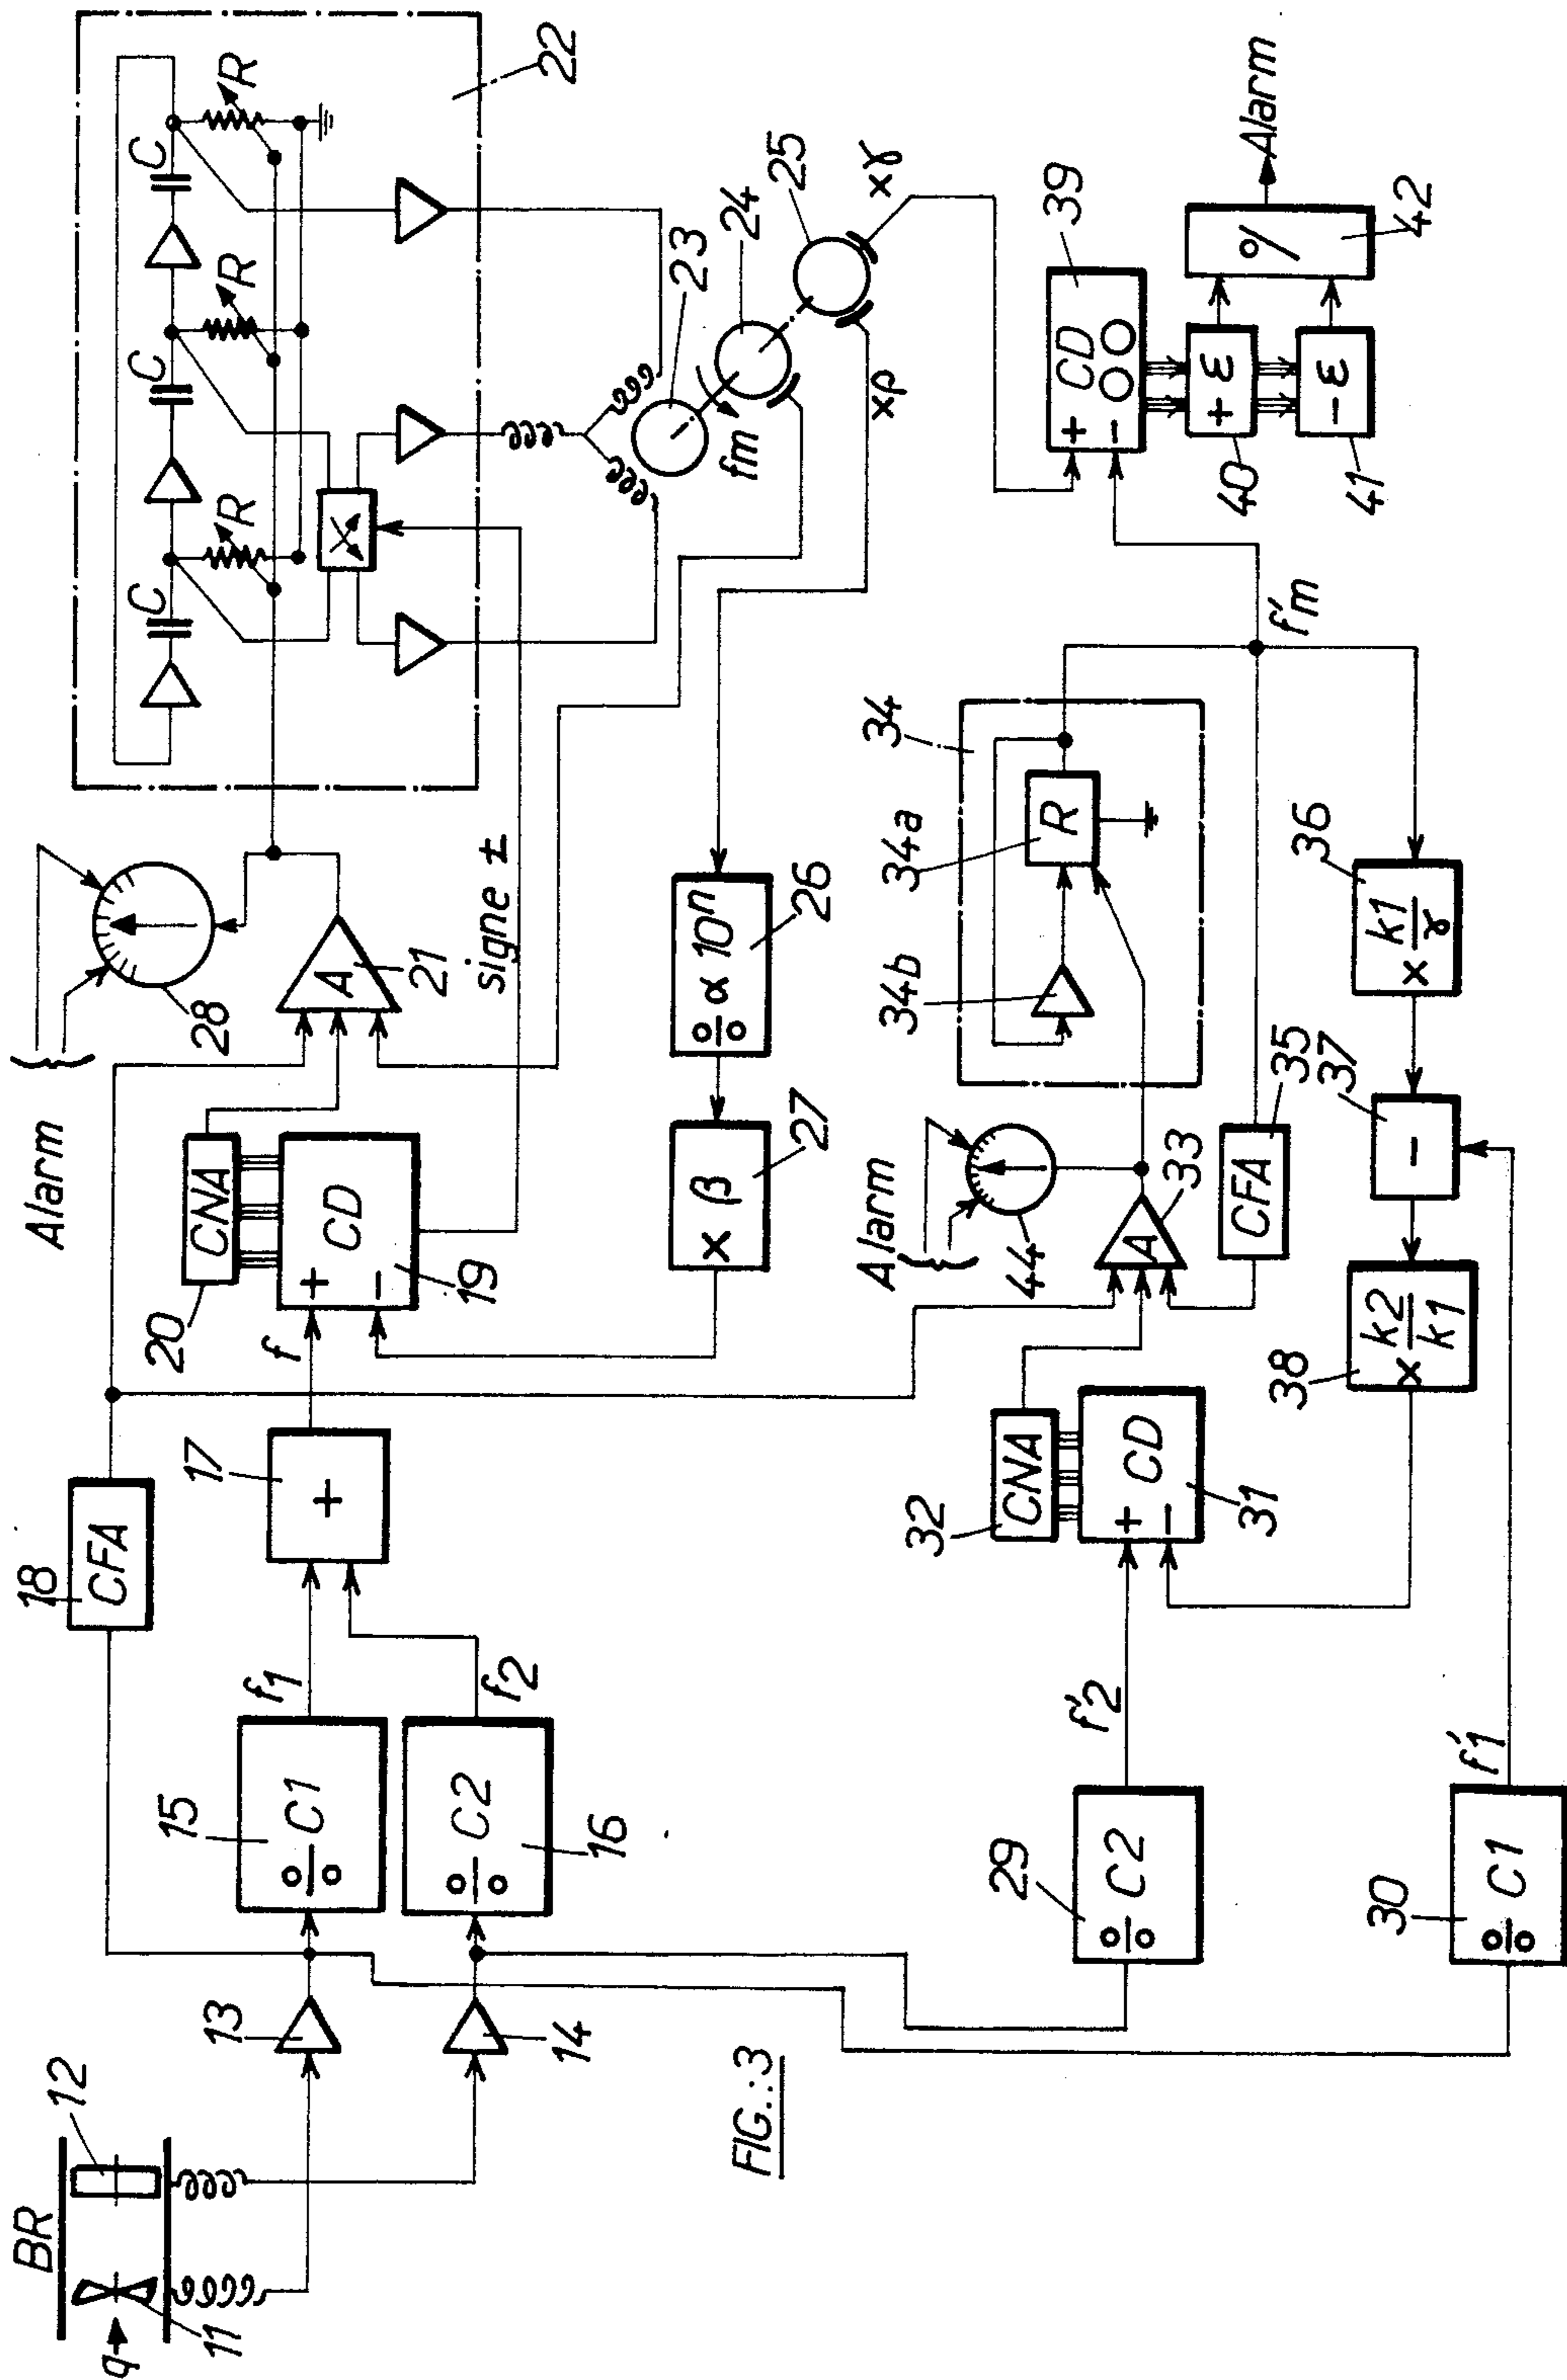 BR
12
q
11
13
14
15
÷ C1
f1
÷ C2
16
f2
18
CFA
17
+
f
20
CNA
CD
+
-
19
Alarm
28
A
21
signe ±
C
C
C
R
R
R
22
23
24
25
fm
xγ
xρ
÷ α 10ⁿ
26
x β
27
29
÷ C2
f'2
30
÷ C1
f'1
32
CNA
CD
+
-
31
Alarm
44
A
33
34
34a
34b
R
CFA
35
f'm
36
x k1/γ
37
-
38
x k2/k1
39
CD
+
-
+ ε
40
- ε
41
%
42
Alarm
FIG.:3